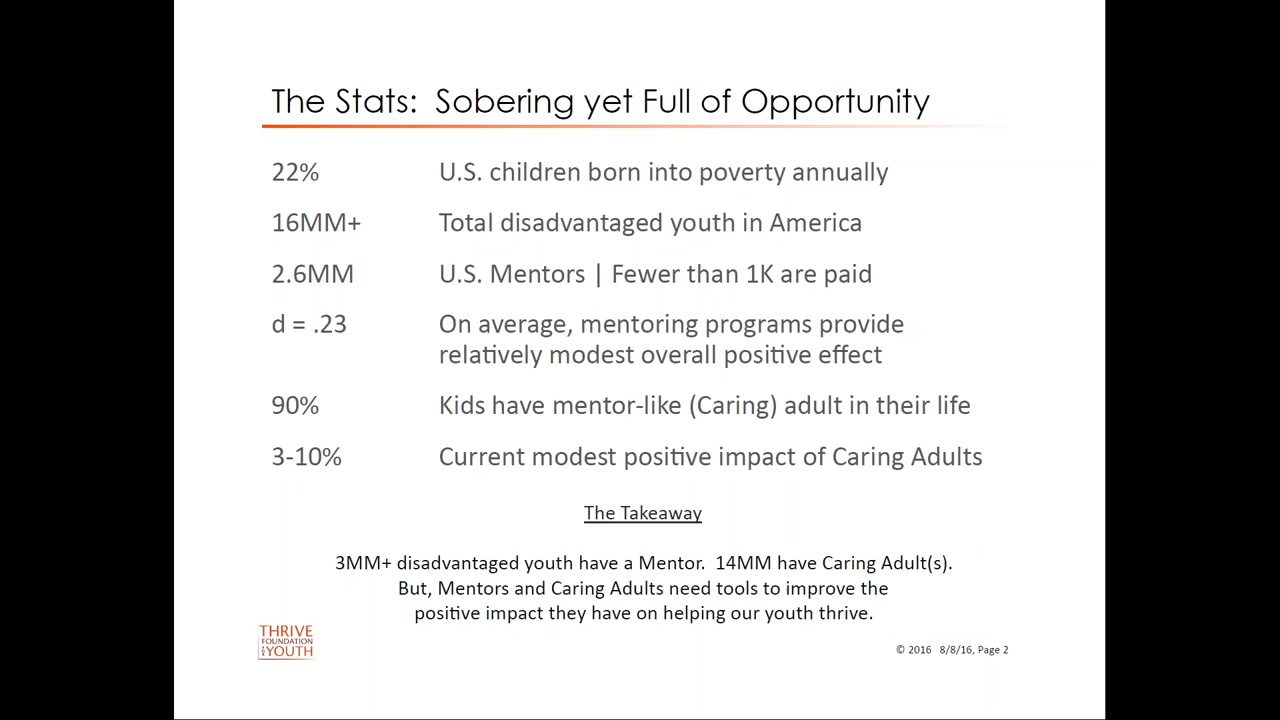 The Stats: Sobering yet Full of Opportunity
22% U.S. children born into poverty annually
16MM+ Total disadvantaged youth in America
2.6MM U.S. Mentors | Fewer than 1K are paid
d = .23 On average, mentoring programs provide
relatively modest overall positive effect
90% Kids have mentor-like (Caring) adult in their life
3-10% Current modest positive impact of Caring Adults
The Takeaway
3MM+ disadvantaged youth have a Mentor. 14MM have Caring Adult(s).
But, Mentors and Caring Adults need tools to improve the
positive impact they have on helping our youth thrive.
THRIVE
FOUNDATION
FOR YOUTH
© 2016 8/8/16, Page 2